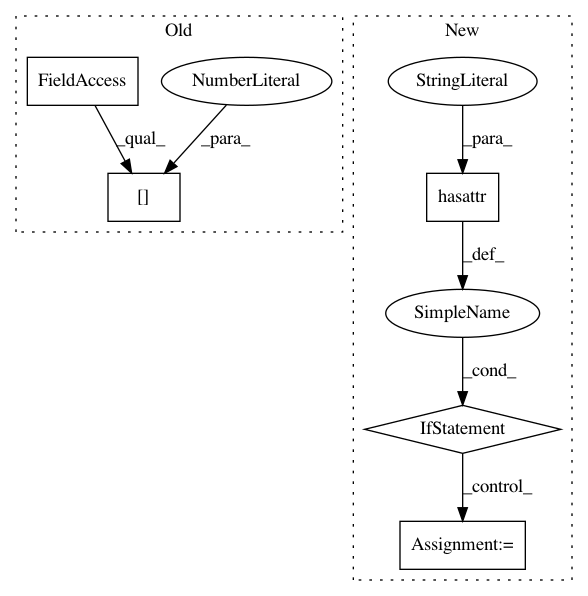 Old
New
FieldAccess
NumberLiteral
StringLiteral
_qual_
_para_
_para_
[]
hasattr
_def_
SimpleName
_cond_
IfStatement
_control_
Assignment:=